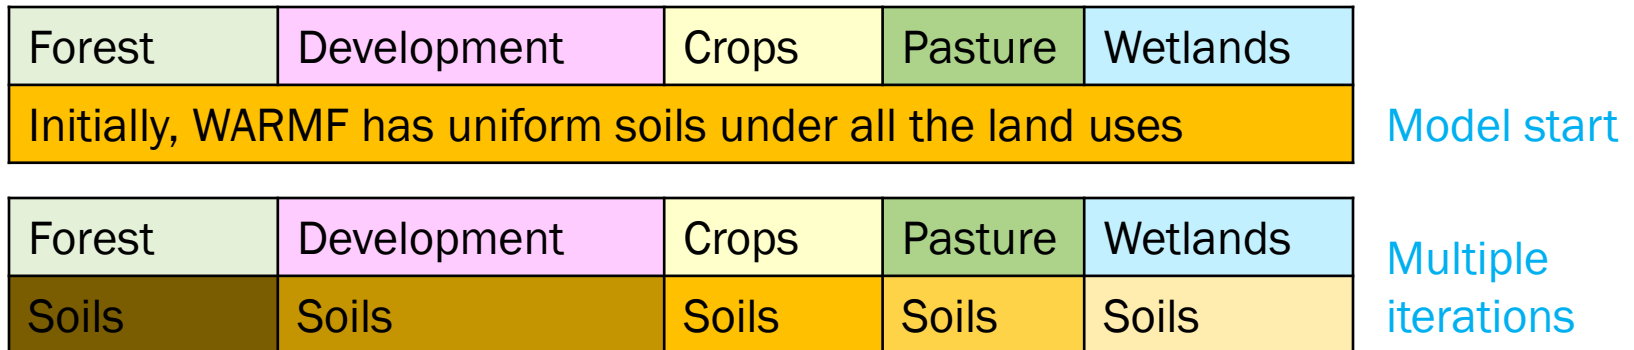 Forest Development Crops Pasture Wetlands
Initially, WARMF has uniform soils under all the land uses
Model start
Forest Development Crops Pasture Wetlands
Soils Soils Soils Soils Soils
Multiple
iterations